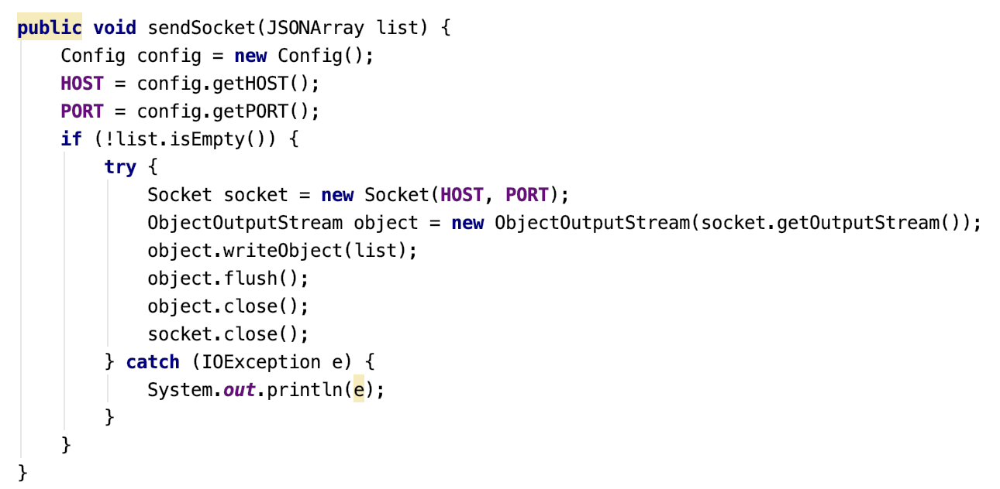 public void sendSocket(JSONArray list) {
    Config config = new Config();
    HOST = config.getHOST();
    PORT = config.getPORT();
    if (!list.isEmpty()) {
        try {
            Socket socket = new Socket(HOST, PORT);
            ObjectOutputStream object = new ObjectOutputStream(socket.getOutputStream());
            object.writeObject(list);
            object.flush();
            object.close();
            socket.close();
        } catch (IOException e) {
            System.out.println(e);
        }
    }
}